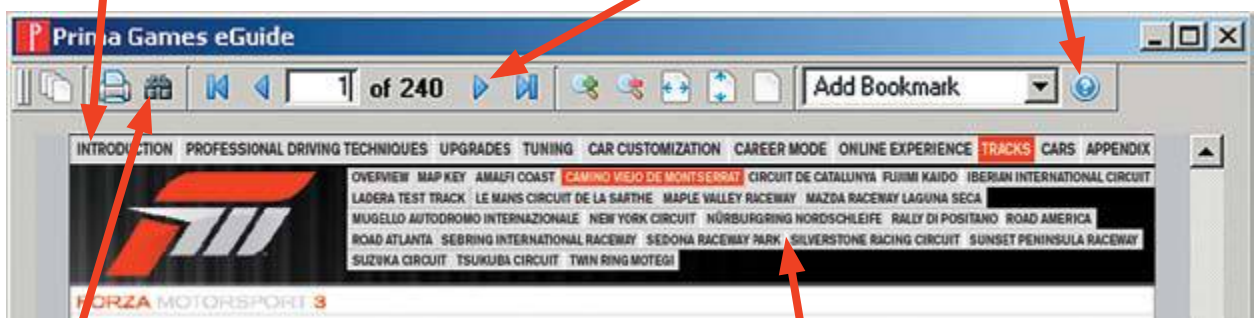 Prima Games eGuide
1 of 240 Add Bookmark
INTRODUCTION PROFESSIONAL DRIVING TECHNIQUES UPGRADES TUNING CAR CUSTOMIZATION CAREER MODE ONLINE EXPERIENCE TRACKS CARS APPENDIX
OVERVIEW MAP KEY AMALFI COAST CAMINO VIEJO DE MONTSERRAT CIRCUIT DE CATALUNYA FUJIMI KAIDO IBERIAN INTERNATIONAL CIRCUIT
LADERA TEST TRACK LE MANS CIRCUIT DE LA SARTHE MAPLE VALLEY RACEWAY MAZDA RACEWAY LAGUNA SECA
MUGELLO AUTODROMO INTERNAZIONALE NEW YORK CIRCUIT NÜRBURGRING NORDSCHLEIFE RALLY DI POSITANO ROAD AMERICA
ROAD ATLANTA SEBRING INTERNATIONAL RACEWAY SEDONA RACEWAY PARK SILVERSTONE RACING CIRCUIT SUNSET PENINSULA RACEWAY
SUZUKA CIRCUIT TSUKUBA CIRCUIT TWIN RING MOTEGI
FORZA MOTORSPORT 3